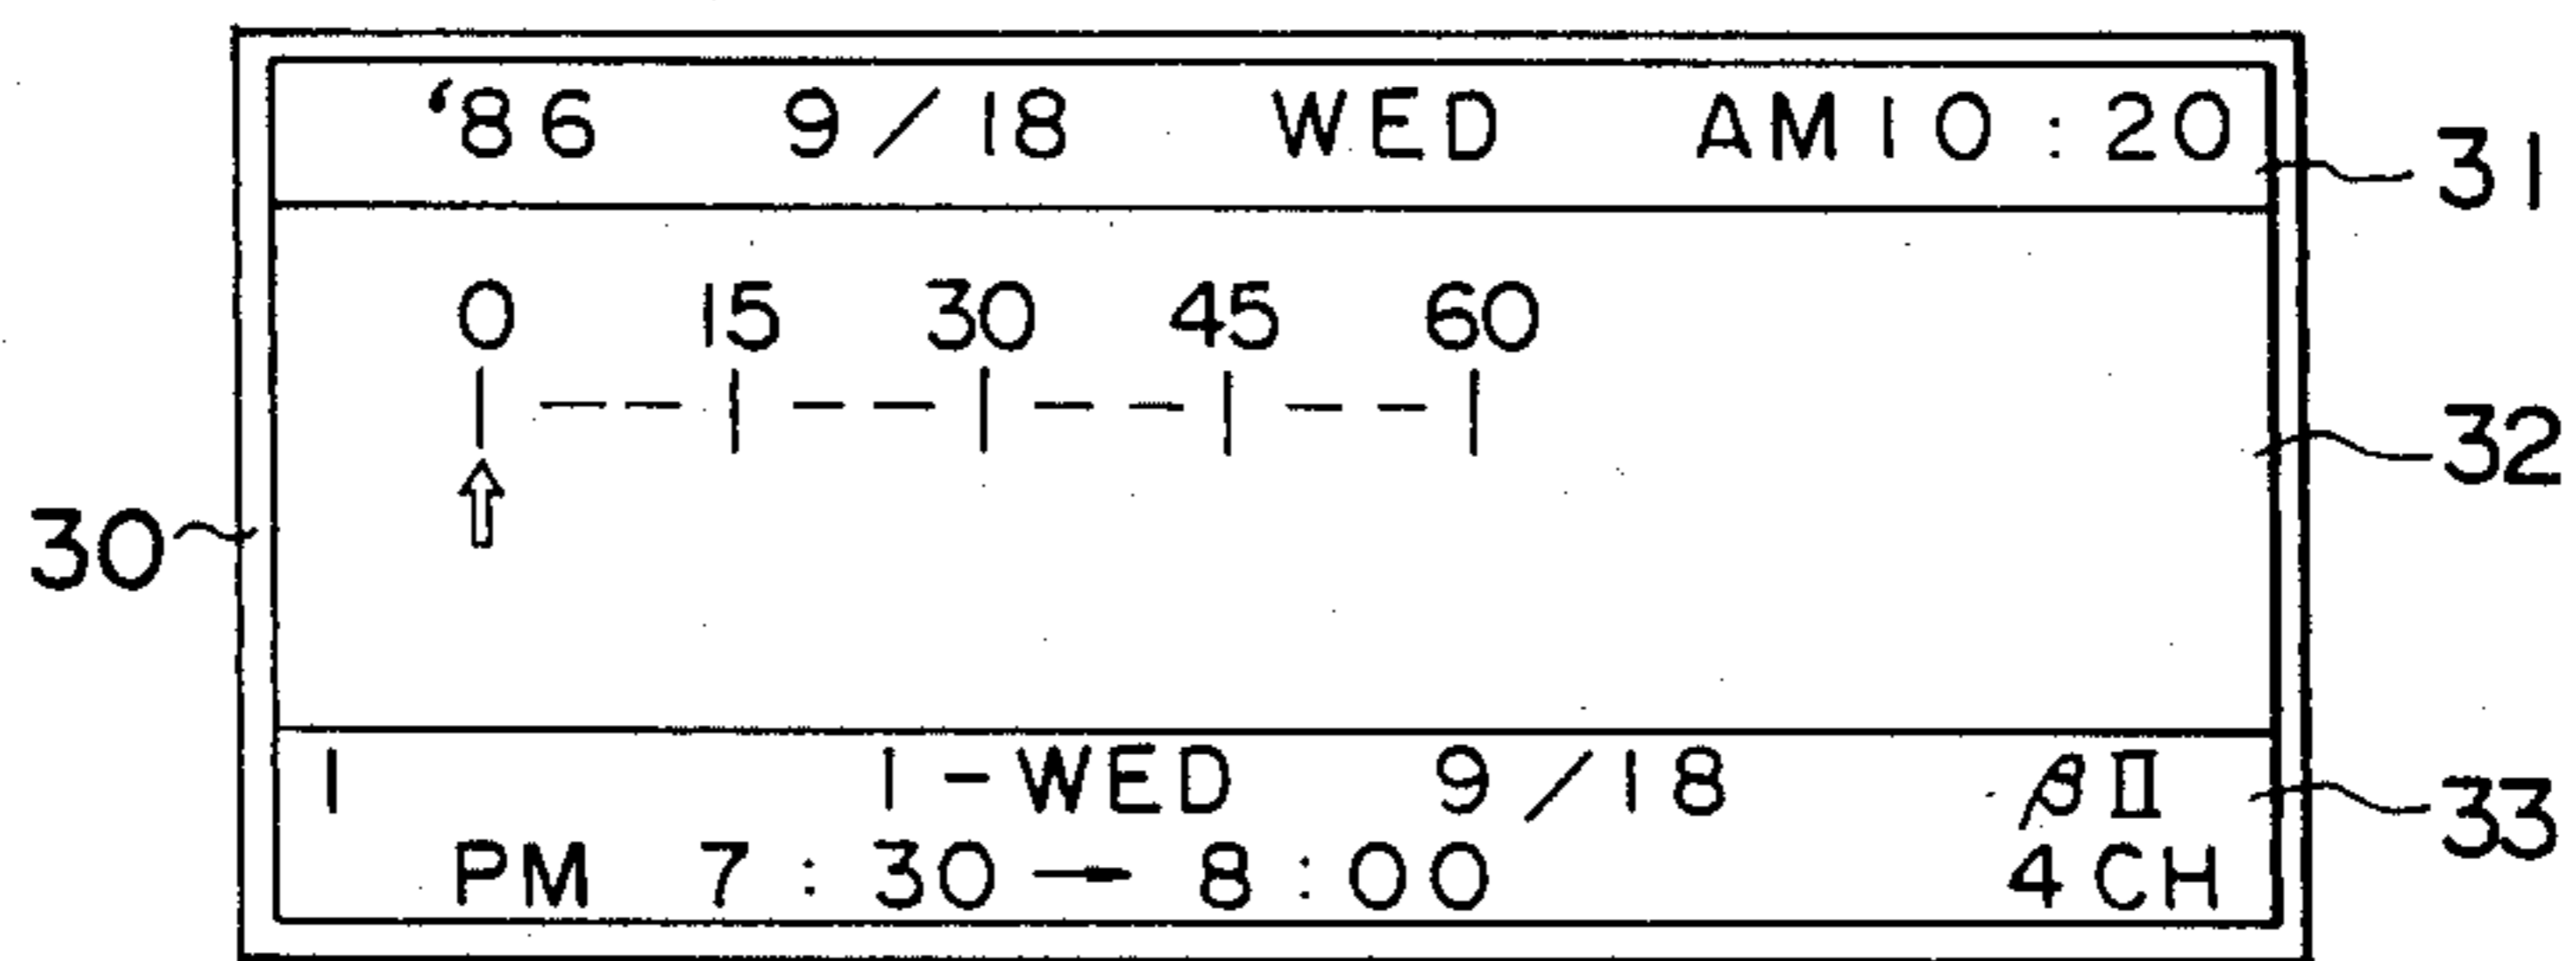 ‘86 9/18 WED AM10:20
31
0 15 30 45 60
32
30
1 1-WED 9/18 βII
33
PM 7:30→8:00 4CH